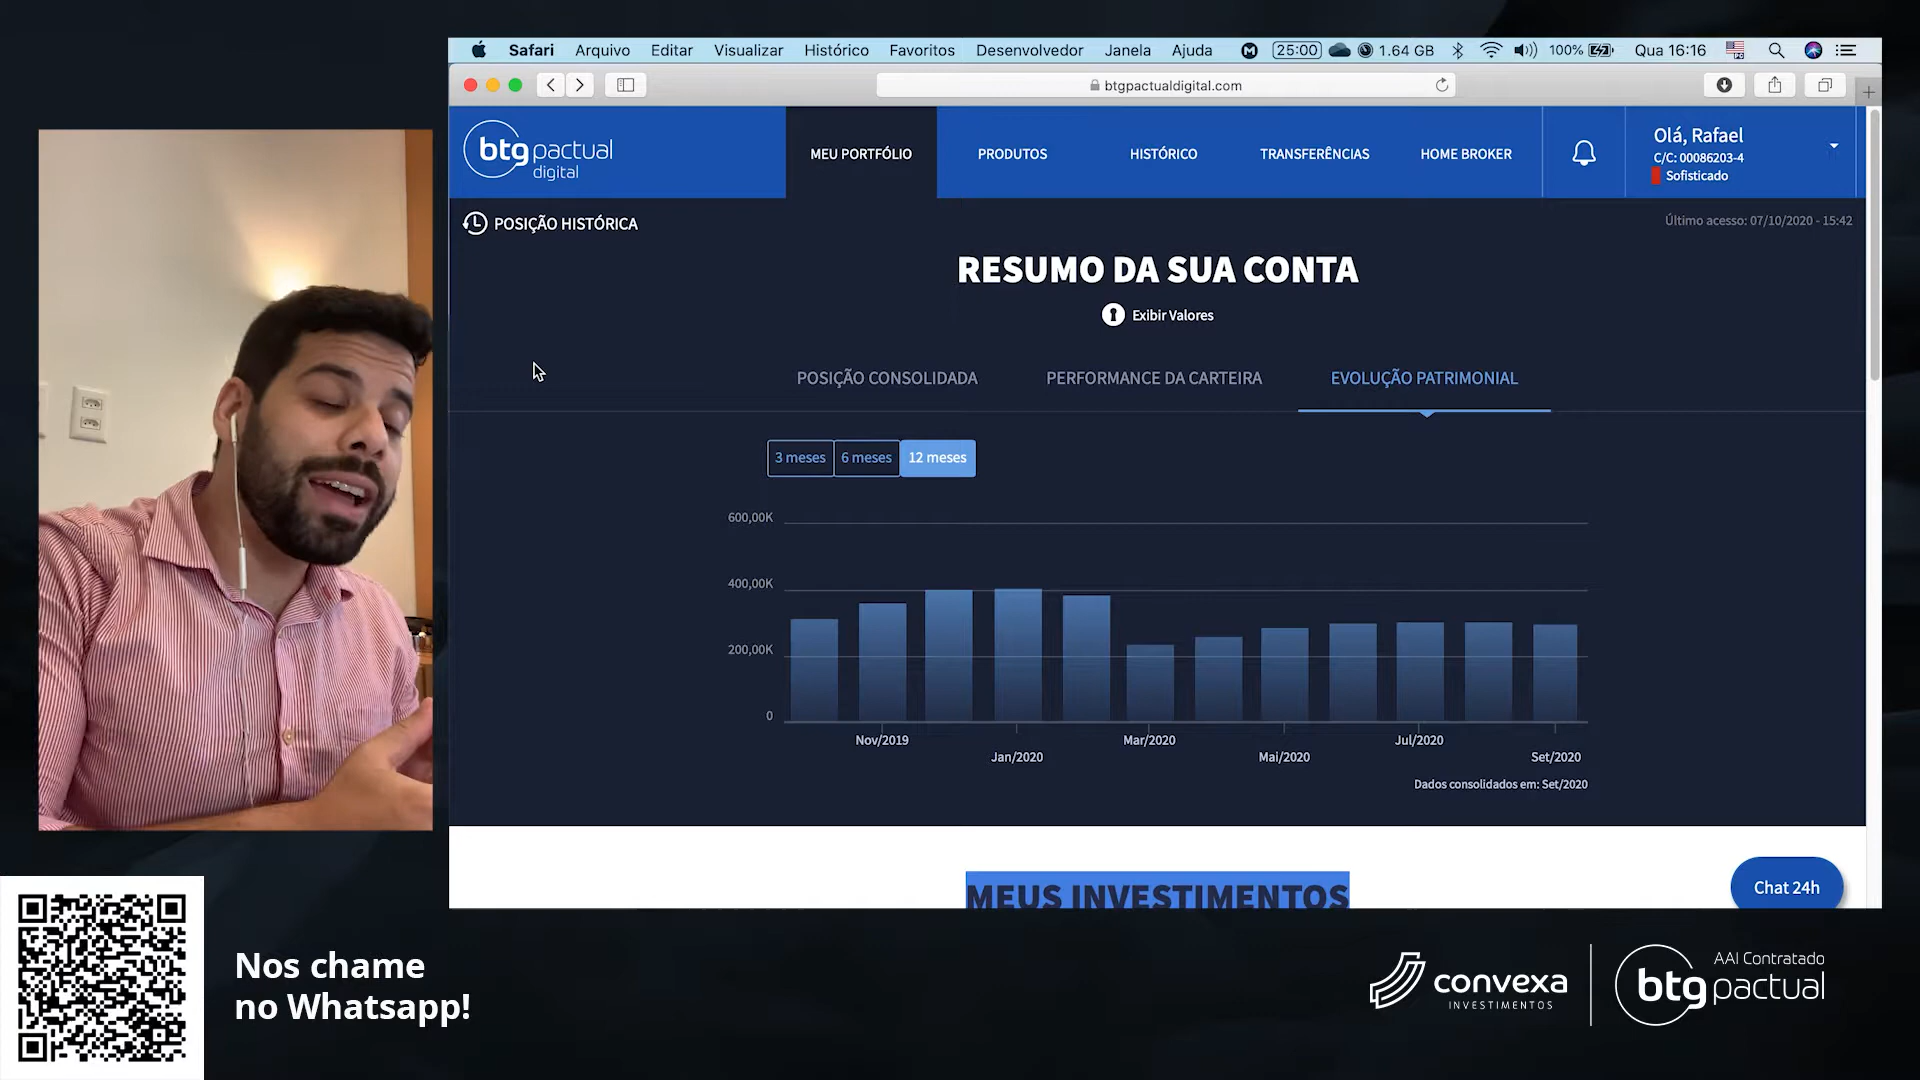 Safari Arquivo Editar Visualizar Histórico Favoritos Desenvolvedor Janela Ajuda 25:00 1.64 GB 100% Qua 16:16
btgpactualdigital.com
btg pactual
digital
MEU PORTFÓLIO
PRODUTOS
HISTÓRICO
TRANSFERÊNCIAS
HOME BROKER
Olá, Rafael
C/C: 00086203-4
Sofisticado
POSIÇÃO HISTÓRICA
Último acesso: 07/10/2020 - 15:42
RESUMO DA SUA CONTA
Exibir Valores
POSIÇÃO CONSOLIDADA
PERFORMANCE DA CARTEIRA
EVOLUÇÃO PATRIMONIAL
3 meses
6 meses
12 meses
600,00K
400,00K
200,00K
0
Nov/2019
Jan/2020
Mar/2020
Mai/2020
Jul/2020
Set/2020
Dados consolidados em: Set/2020
MEUS INVESTIMENTOS
Chat 24h
Nos chame
no Whatsapp!
convexa
INVESTIMENTOS
AAI Contratado
btg pactual